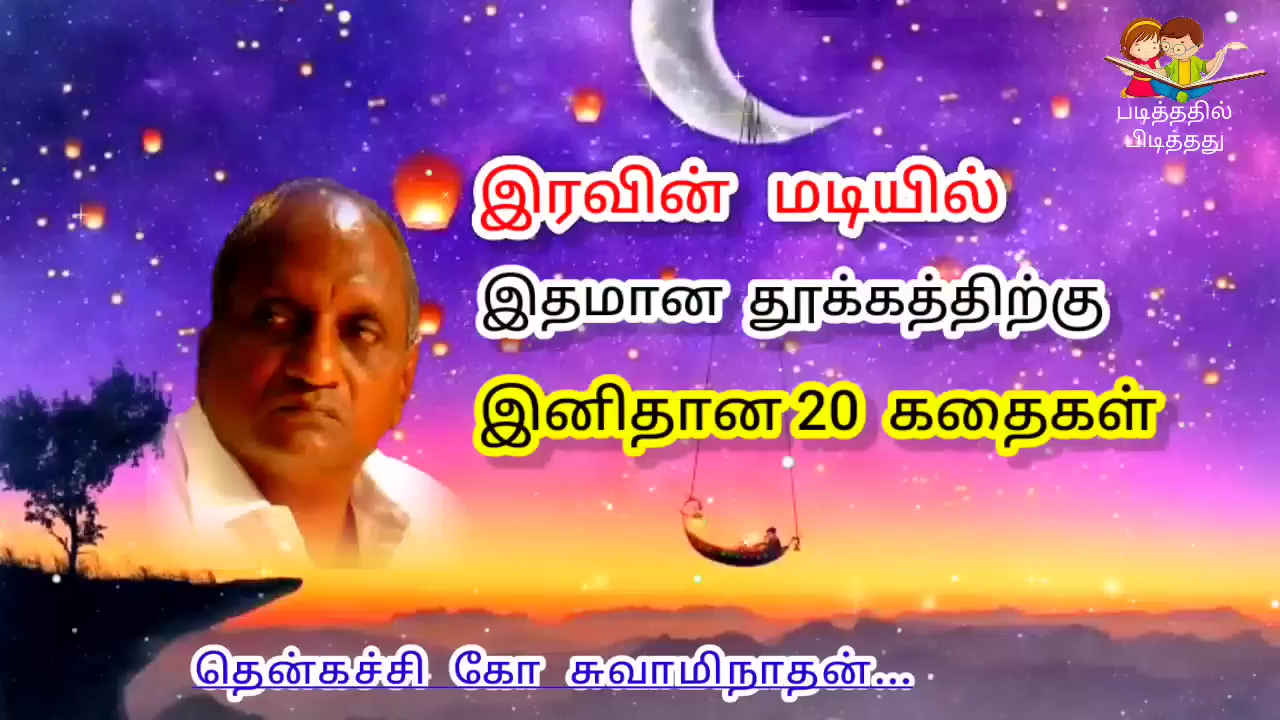 படித்ததில்
பிடித்தது
இரவின் மடியில்
இதமான தூக்கத்திற்கு
இனிதான 20 கதைகள்
தென்கச்சி கோ சுவாமிநாதன்...